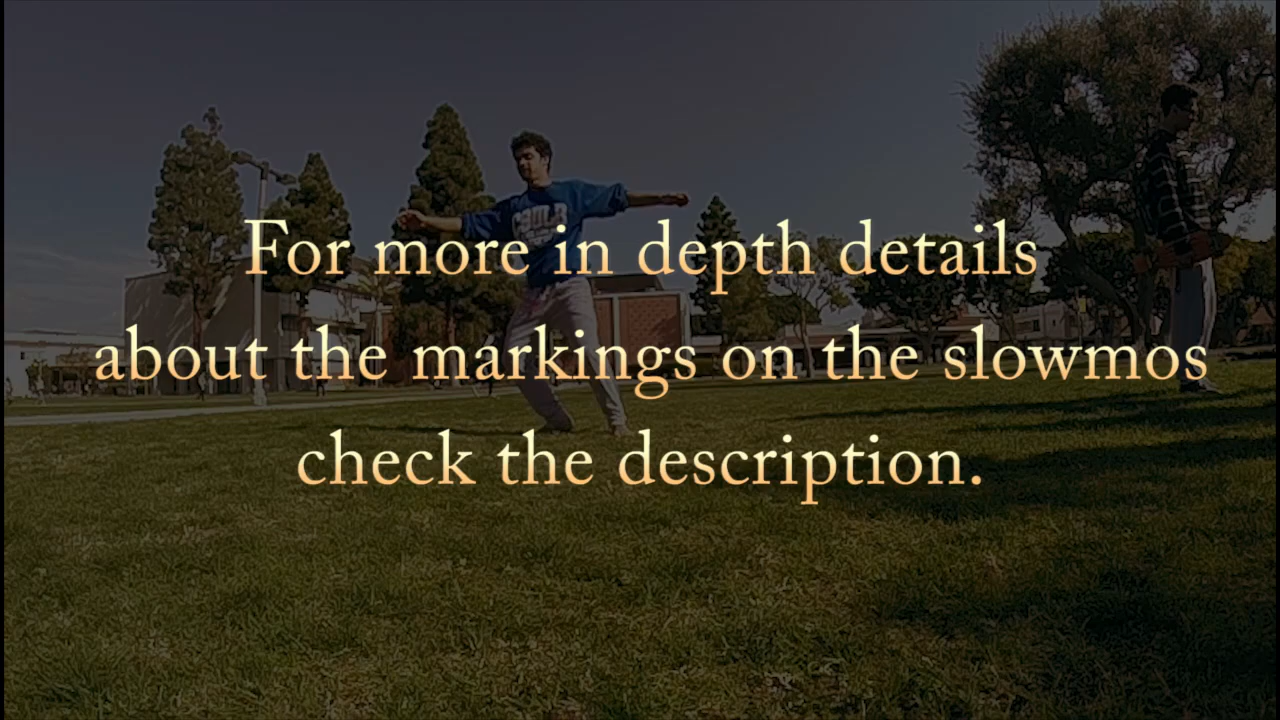 For more in depth details
about the markings on the slowmos
check the description.